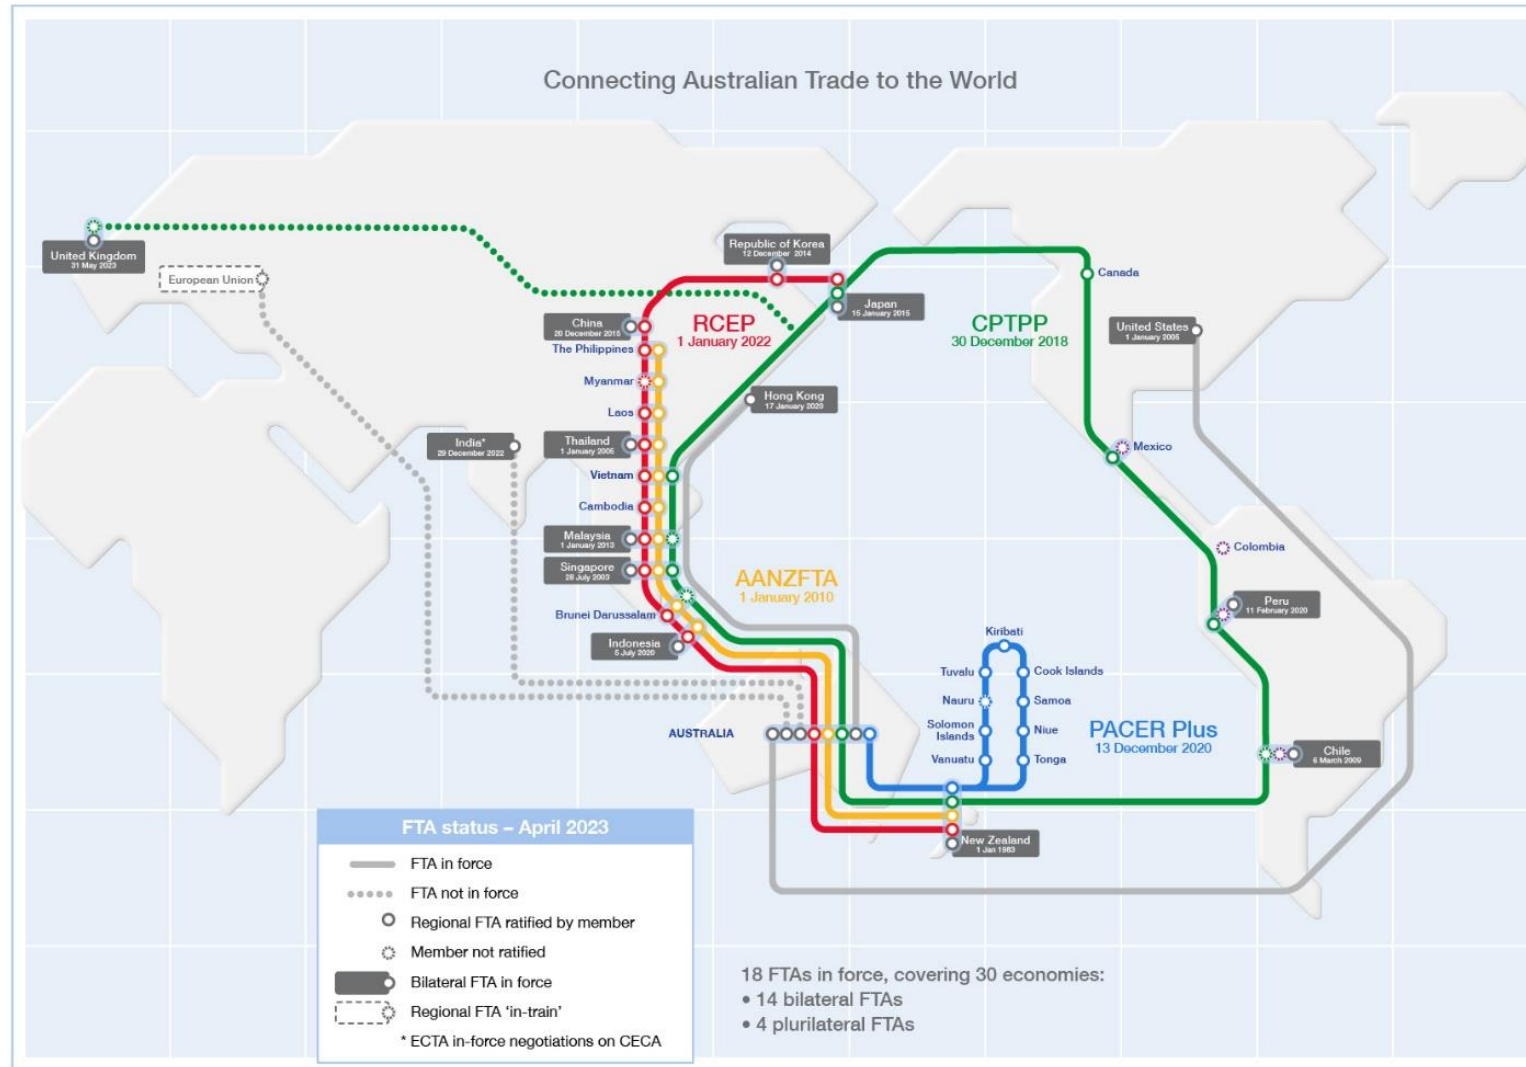 Connecting Australian Trade to the World
United Kingdom
31 May 2023
European Union
Republic of Korea
12 December 2014
Japan
15 January 2015
RCEP
1 January 2022
CPTPP
30 December 2018
Canada
United States
1 January 2005
China
20 December 2015
The Philippines
Myanmar
Laos
Hong Kong
17 January 2020
India*
29 December 2022
Thailand
1 January 2005
Vietnam
Cambodia
Malaysia
1 January 2013
Singapore
28 July 2003
Brunei Darussalam
Indonesia
5 July 2020
AANZFTA
1 January 2010
Mexico
Colombia
Peru
11 February 2020
Kiribati
Tuvalu
Cook Islands
Nauru
Samoa
Solomon
Islands
Niue
Vanuatu
Tonga
PACER Plus
13 December 2020
AUSTRALIA
Chile
6 March 2009
New Zealand
1 Jan 1983
FTA status – April 2023
FTA in force
FTA not in force
Regional FTA ratified by member
Member not ratified
Bilateral FTA in force
Regional FTA ‘in-train’
* ECTA in-force negotiations on CECA
18 FTAs in force, covering 30 economies:
• 14 bilateral FTAs
• 4 plurilateral FTAs